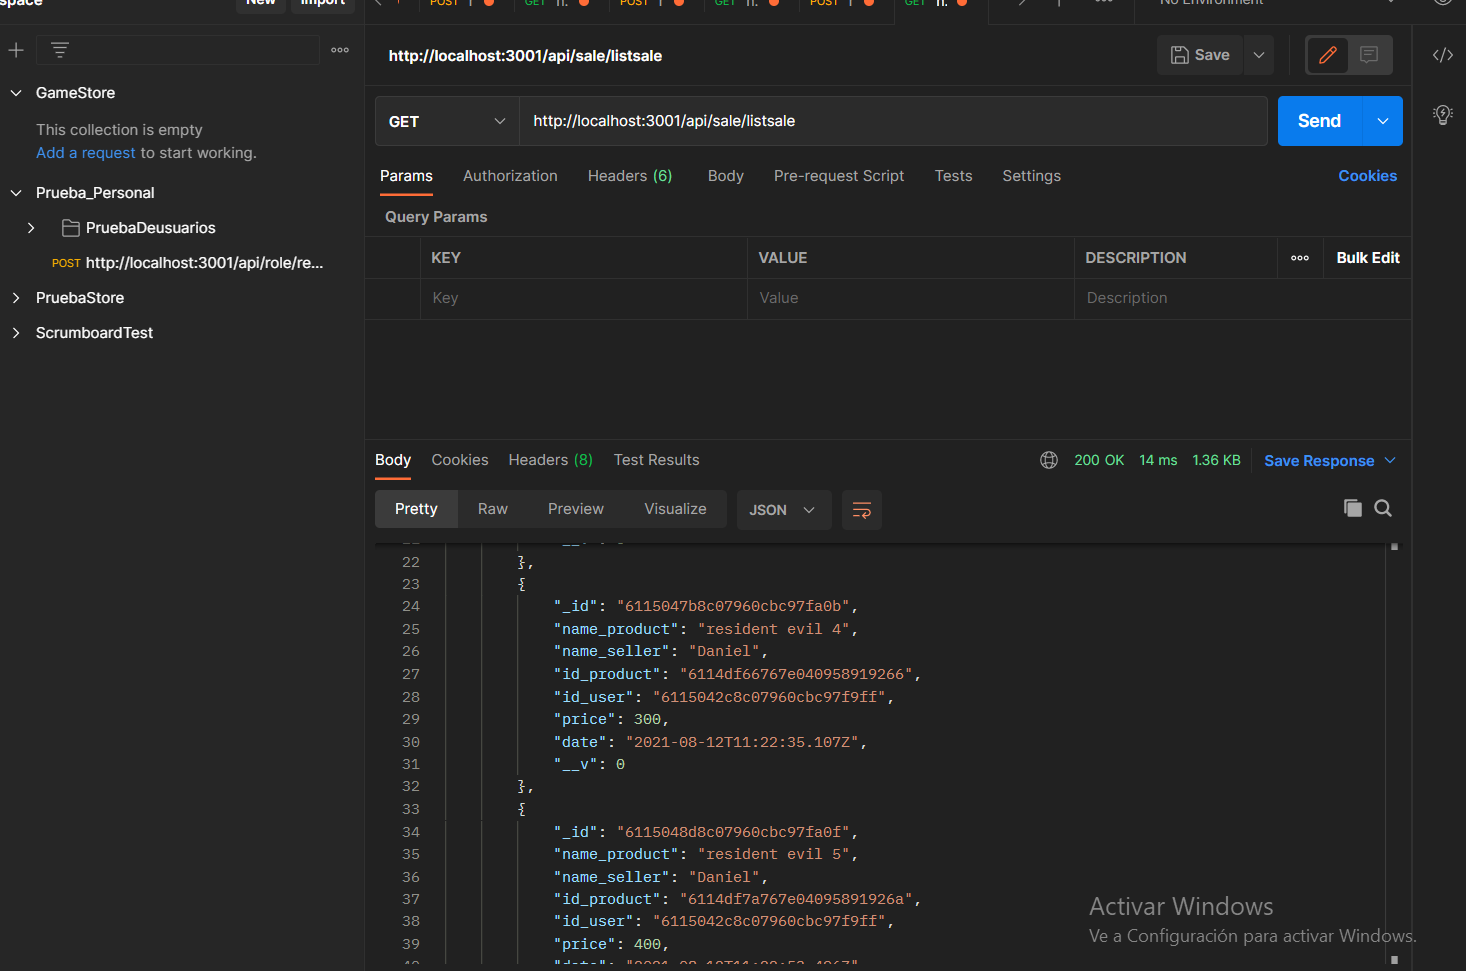 space
New
Import
POST
GET
POST
GET
POST
GET
No Environment
http://localhost:3001/api/sale/listsale
Save
GameStore
This collection is empty
Add a request to start working.
Prueba_Personal
PruebaDeusuarios
POST http://localhost:3001/api/role/re...
PruebaStore
ScrumboardTest
GET
http://localhost:3001/api/sale/listsale
Send
Params
Authorization
Headers (6)
Body
Pre-request Script
Tests
Settings
Cookies
Query Params
KEY
VALUE
DESCRIPTION
Bulk Edit
Key
Value
Description
Body
Cookies
Headers (8)
Test Results
200 OK
14 ms
1.36 KB
Save Response
Pretty
Raw
Preview
Visualize
JSON
22 },
23 {
24 "_id": "6115047b8c07960cbc97fa0b",
25 "name_product": "resident evil 4",
26 "name_seller": "Daniel",
27 "id_product": "6114df66767e040958919266",
28 "id_user": "6115042c8c07960cbc97f9ff",
29 "price": 300,
30 "date": "2021-08-12T11:22:35.107Z",
31 "__v": 0
32 },
33 {
34 "_id": "6115048d8c07960cbc97fa0f",
35 "name_product": "resident evil 5",
36 "name_seller": "Daniel",
37 "id_product": "6114df7a767e04095891926a",
38 "id_user": "6115042c8c07960cbc97f9ff",
39 "price": 400,
Activar Windows
Ve a Configuración para activar Windows.